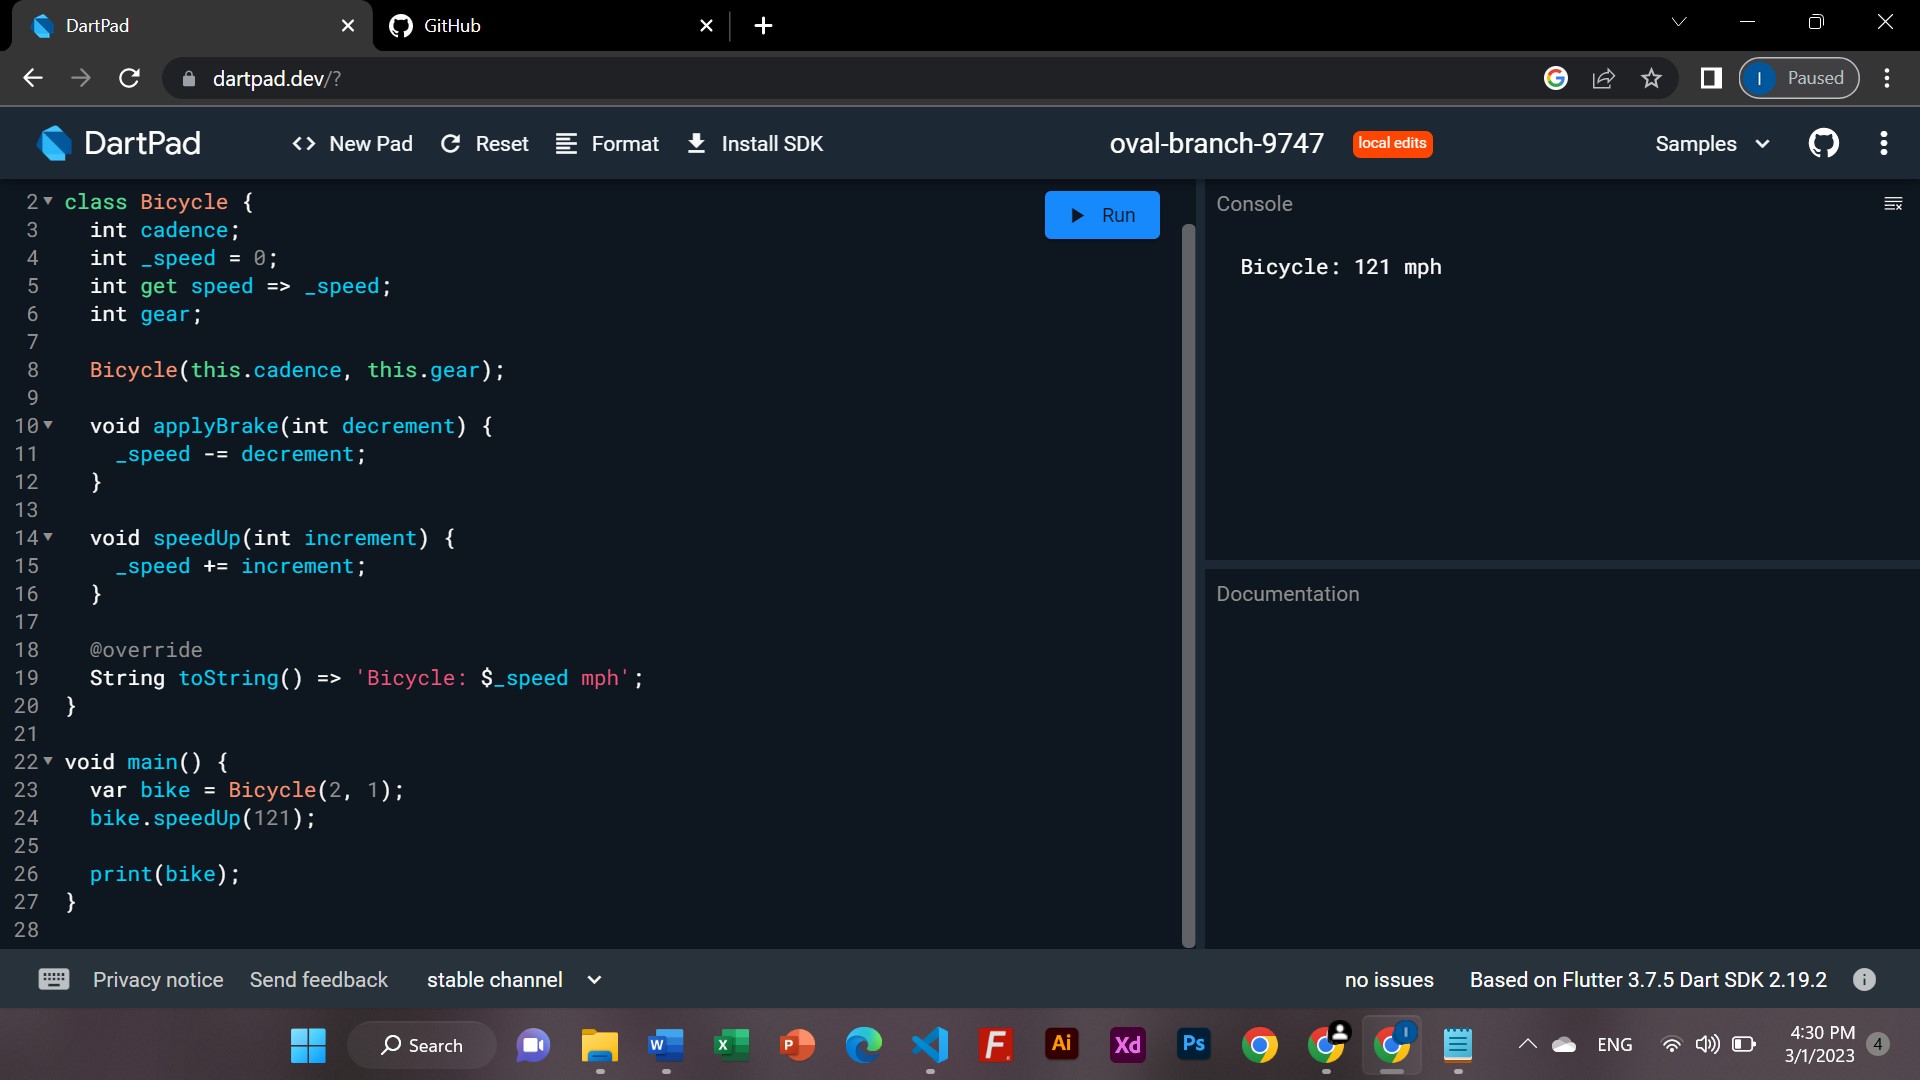 DartPad
GitHub
dartpad.dev/?
Paused
DartPad
New Pad
Reset
Format
Install SDK
oval-branch-9747
local edits
Samples
2 class Bicycle {
3 int cadence;
4 int _speed = 0;
5 int get speed => _speed;
6 int gear;
7
8 Bicycle(this.cadence, this.gear);
9
10 void applyBrake(int decrement) {
11 _speed -= decrement;
12 }
13
14 void speedUp(int increment) {
15 _speed += increment;
16 }
17
18 @override
19 String toString() => 'Bicycle: $_speed mph';
20 }
21
22 void main() {
23 var bike = Bicycle(2, 1);
24 bike.speedUp(121);
25
26 print(bike);
27 }
28
Run
Console
Bicycle: 121 mph
Documentation
Privacy notice
Send feedback
stable channel
no issues
Based on Flutter 3.7.5 Dart SDK 2.19.2
Search
ENG
4:30 PM
3/1/2023
4